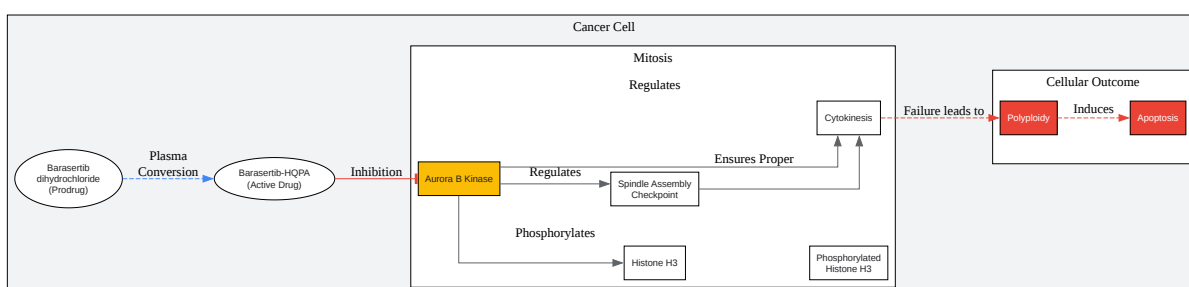 Cancer Cell
Mitosis
Regulates
Cellular Outcome
Cytokinesis
Failure leads to
Polyploidy
Induces
Apoptosis
Plasma
Conversion
Ensures Proper
Barasertib
dihydrochloride
(Prodrug)
Barasertib-HQPA
(Active Drug)
Inhibition
Aurora B Kinase
Regulates
Spindle Assembly
Checkpoint
Phosphorylates
Histone H3
Phosphorylated
Histone H3